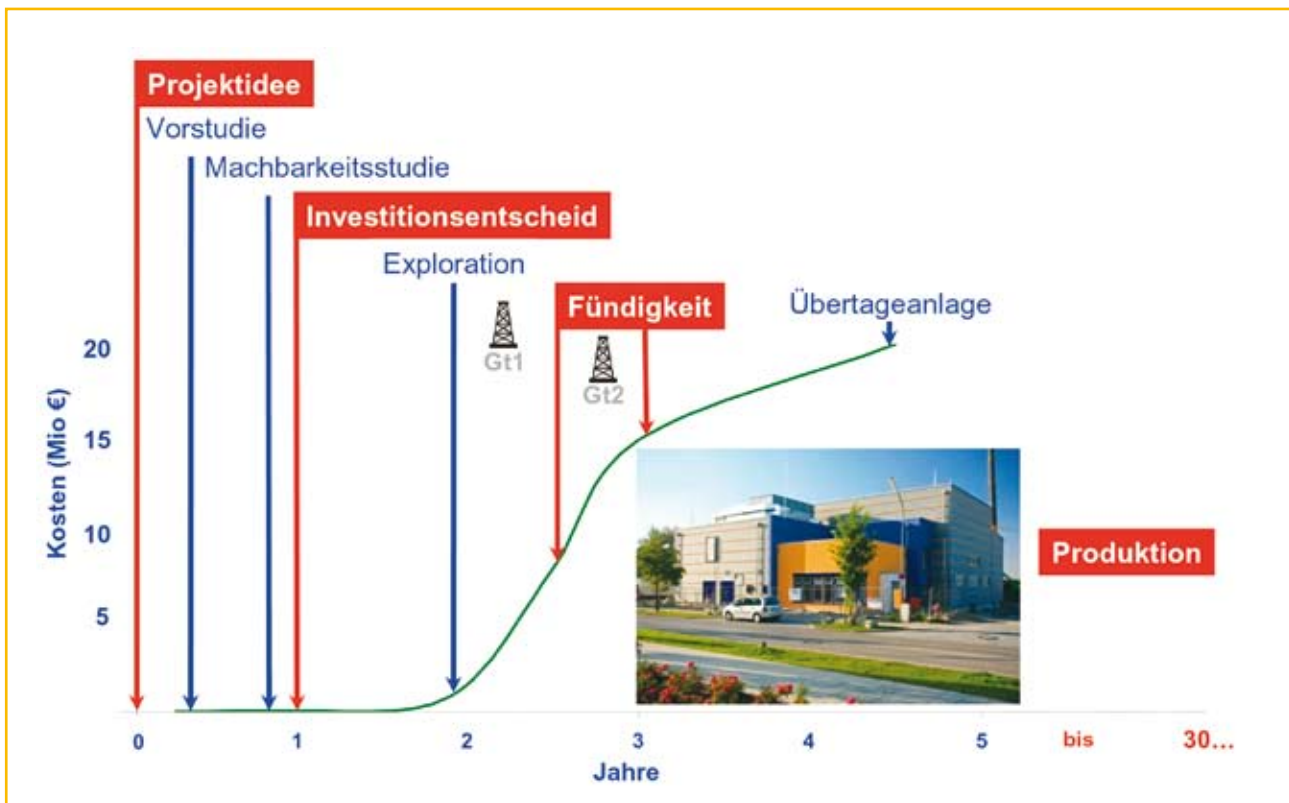 Projektidee
Vorstudie
Machbarkeitsstudie
Investitionsentscheid
Exploration
Fündigkeit
Übertageanlage
Gt1
Gt2
20
15
10
5
Kosten (Mio €)
Produktion
0 1 2 3 4 5 bis 30...
Jahre